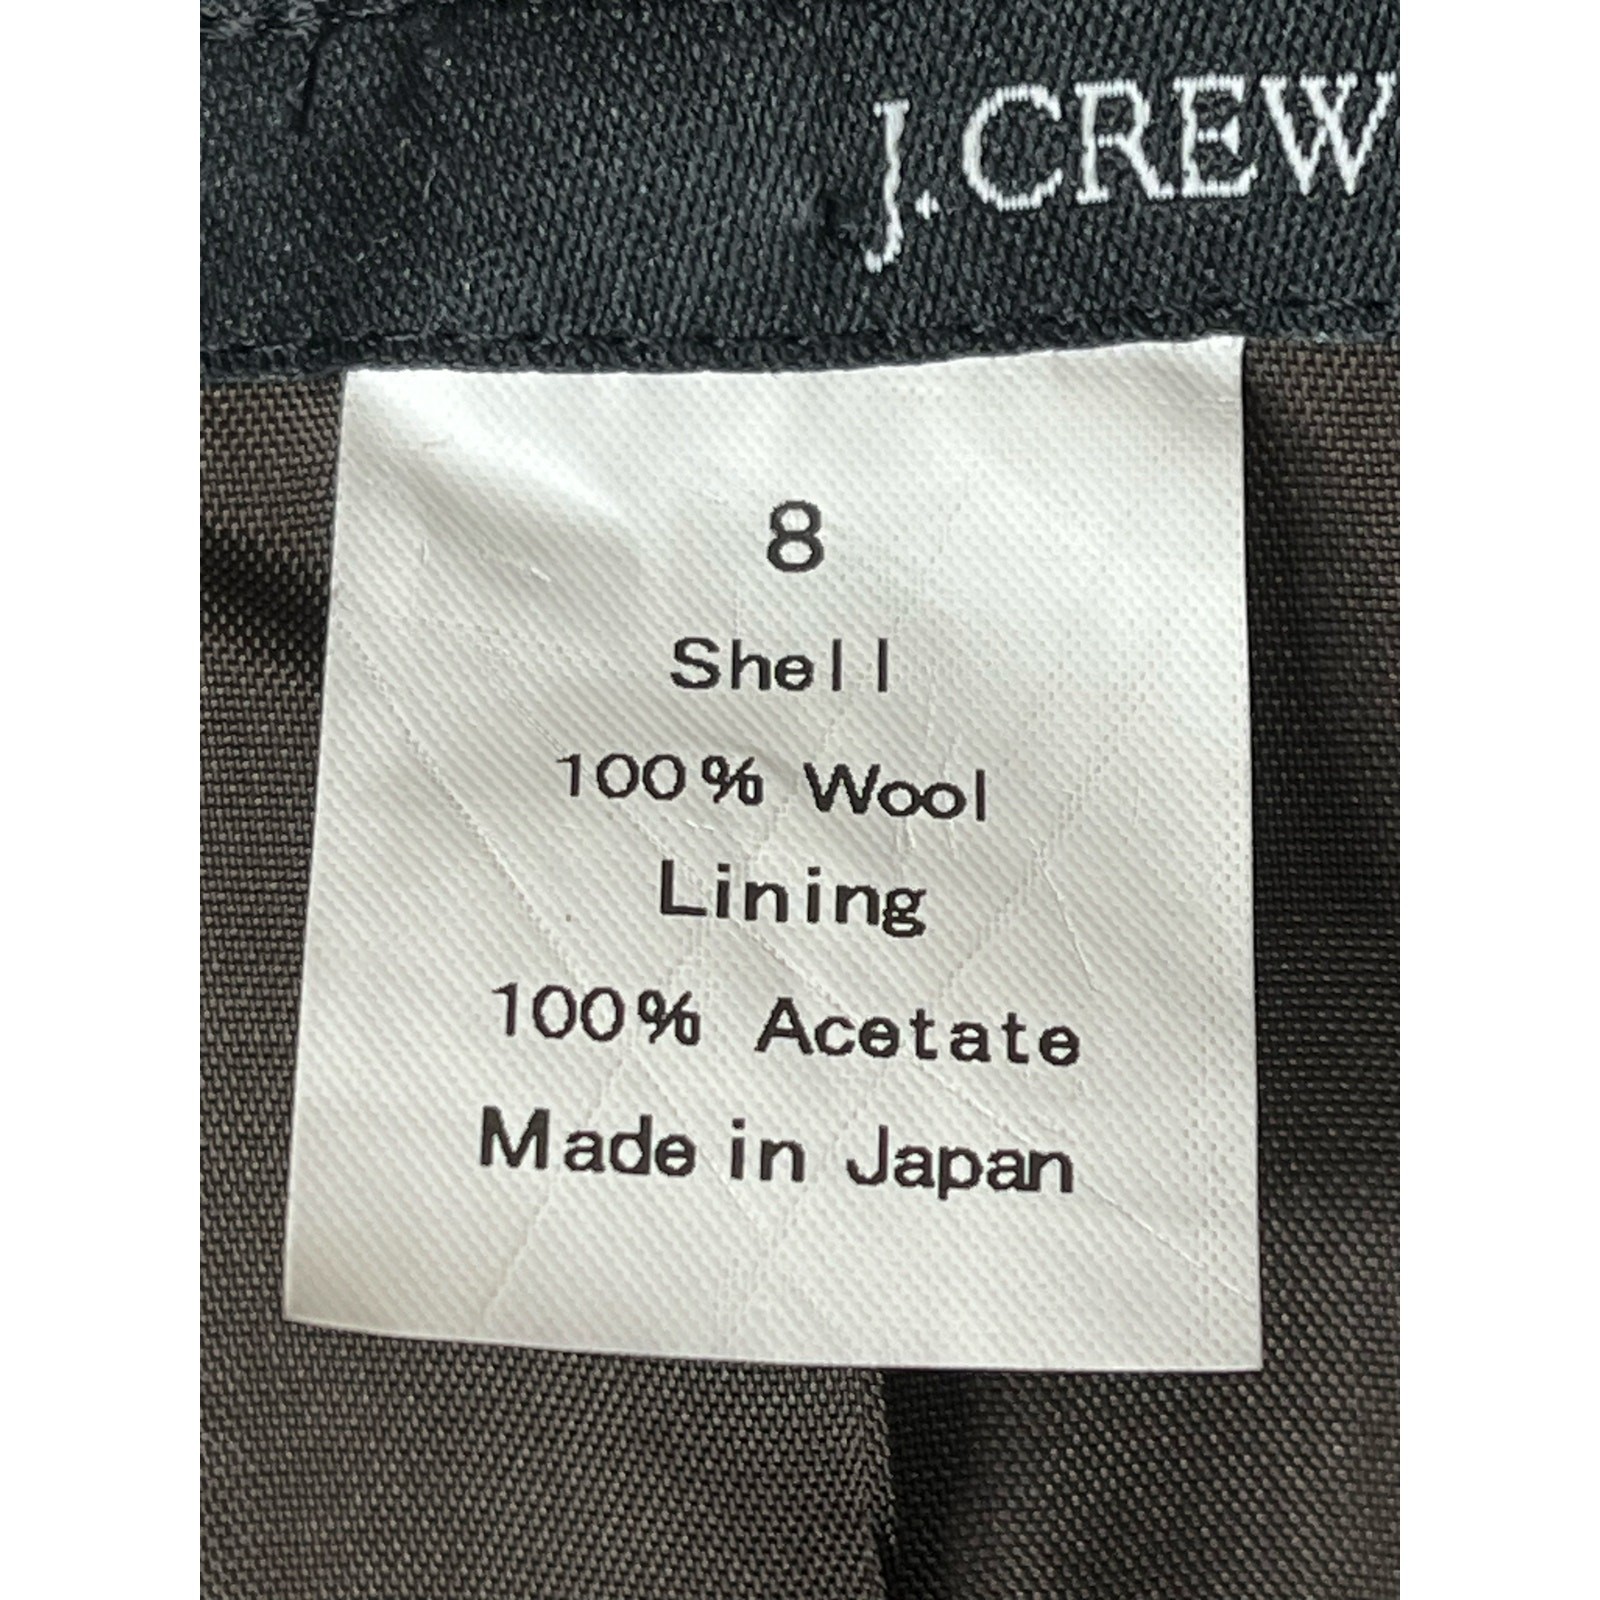 J.CREW
8
Shell
100% Wool
Lining
100% Acetate
Made in Japan